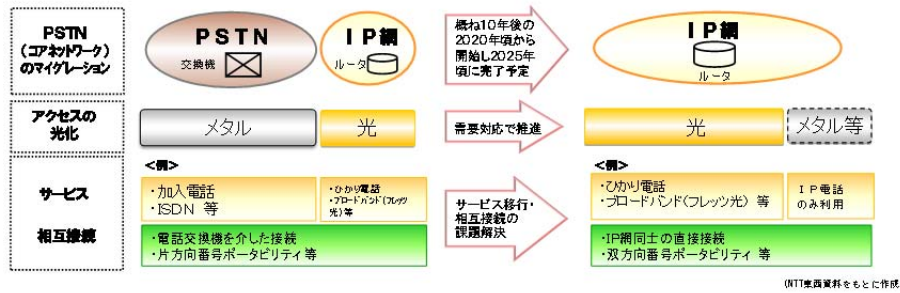 PSTN
(コアネットワーク)
のマイグレーション
PSTN
交換機
IP網
ルータ
概ね10年後の
2020年頃から
開始し2025年
頃に完了予定
IP網
ルータ
アクセスの
光化
メタル
光
需要対応で推進
光
メタル等
サービス
相互接続
<例>
・加入電話
・ISDN 等
・ひかり電話
・ブロードバンド(フレッツ
光)等
・電話交換機を介した接続
・片方向番号ポータビリティ等
サービス移行・
相互接続の
課題解決
<例>
・ひかり電話
・ブロードバンド(フレッツ光) 等
IP電話
のみ利用
・IP網同士の直接接続
・双方向番号ポータビリティ等
(NTT東西資料をもとに作成